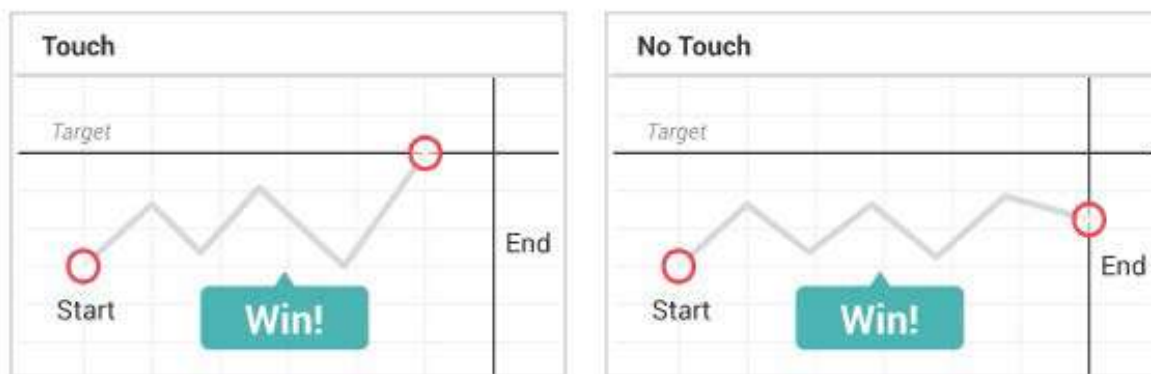 Touch
Target
End
Start
Win!
No Touch
Target
End
Start
Win!